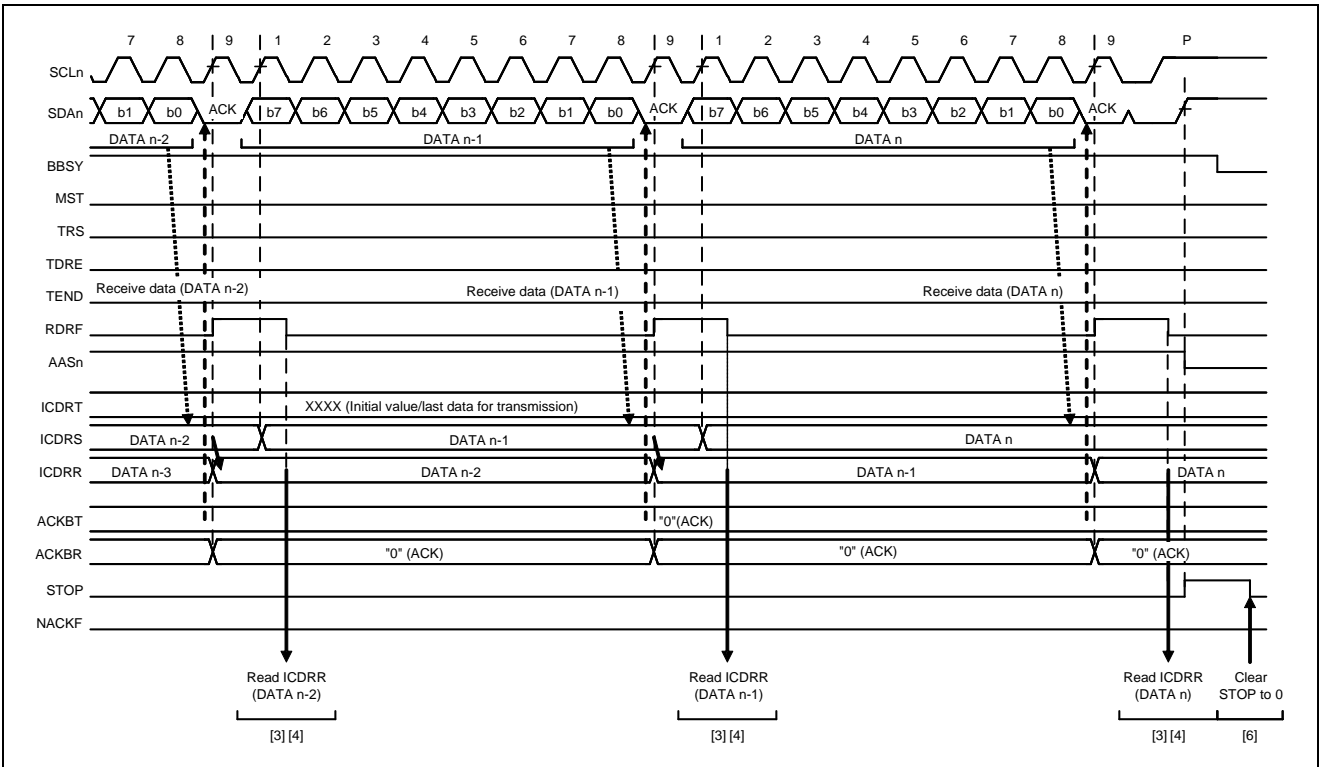 7 8 9 1 2 3 4 5 6 7 8 9 1 2 3 4 5 6 7 8 9 P
SCLn
SDAn b1 b0 ACK b7 b6 b5 b4 b3 b2 b1 b0 ACK b7 b6 b5 b4 b3 b2 b1 b0 ACK
DATA n-2 DATA n-1 DATA n
BBSY
MST
TRS
TDRE
Receive data (DATA n-2) Receive data (DATA n-1) Receive data (DATA n)
TEND
RDRF
AASn
ICDRT XXXX (Initial value/last data for transmission)
ICDRS DATA n-2 DATA n-1 DATA n
ICDRR DATA n-3 DATA n-2 DATA n-1 DATA n
ACKBT "0"(ACK)
ACKBR "0" (ACK) "0" (ACK) "0" (ACK)
STOP
NACKF
Read ICDRR Read ICDRR Read ICDRR Clear
(DATA n-2) (DATA n-1) (DATA n) STOP to 0
[3] [4] [3] [4] [3] [4] [6]